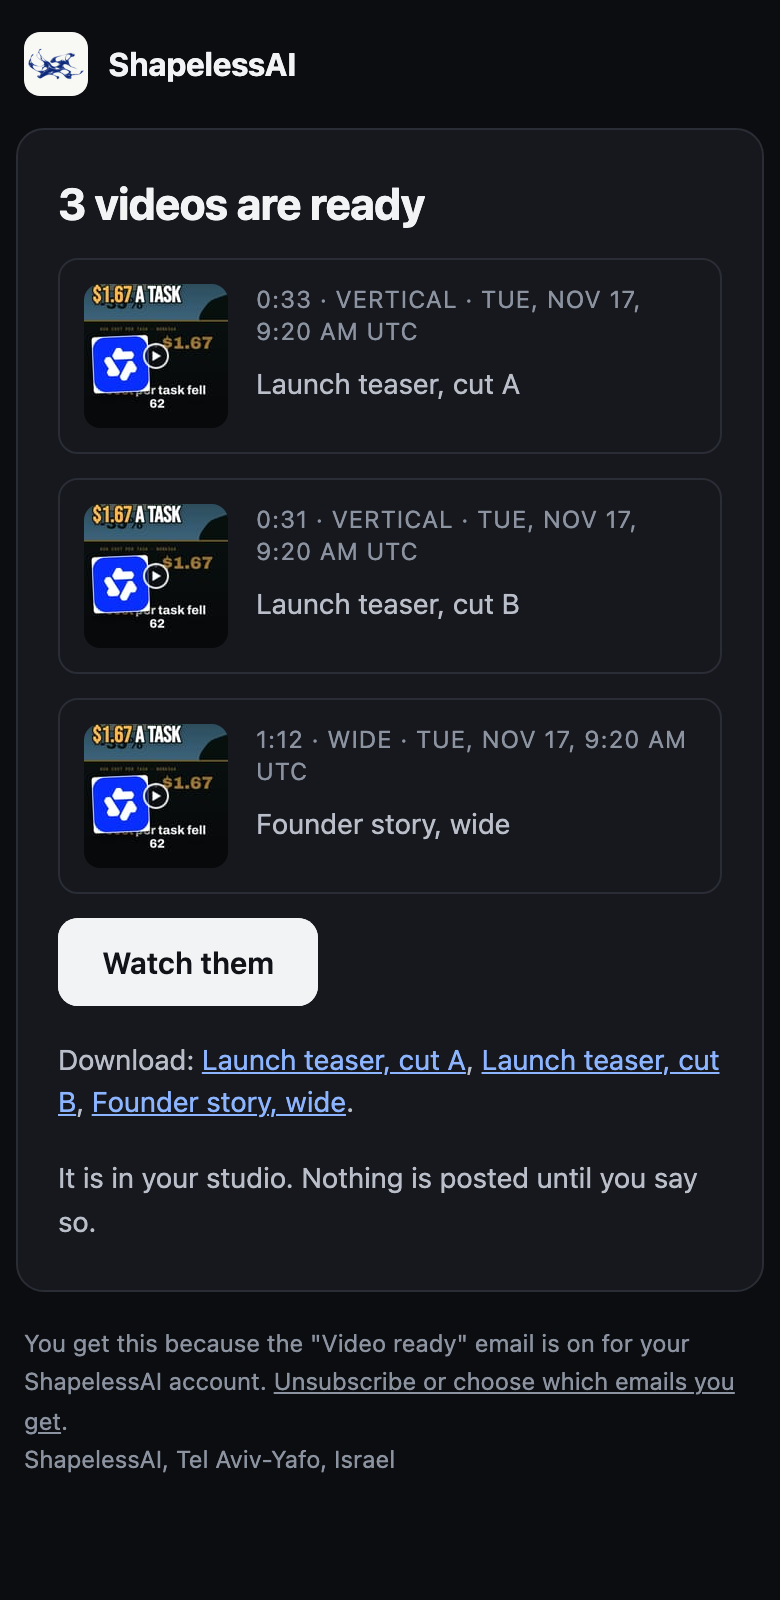 ShapelessAI
3 videos are ready
$1.67 A TASK
$1.67
r task fell
62
0:33 · VERTICAL · TUE, NOV 17,
9:20 AM UTC
Launch teaser, cut A
$1.67 A TASK
$1.67
r task fell
62
0:31 · VERTICAL · TUE, NOV 17,
9:20 AM UTC
Launch teaser, cut B
$1.67 A TASK
$1.67
r task fell
62
1:12 · WIDE · TUE, NOV 17, 9:20 AM
UTC
Founder story, wide
Watch them
Download: Launch teaser, cut A, Launch teaser, cut
B, Founder story, wide.
It is in your studio. Nothing is posted until you say
so.
You get this because the "Video ready" email is on for your
ShapelessAI account. Unsubscribe or choose which emails you
get.
ShapelessAI, Tel Aviv-Yafo, Israel